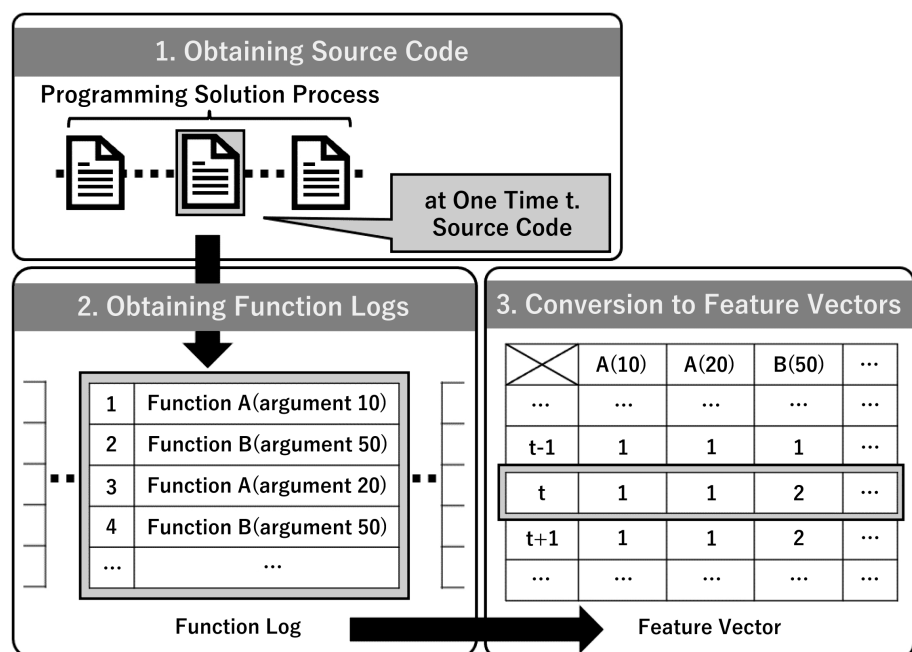 1. Obtaining Source Code
Programming Solution Process
at One Time t.
Source Code
2. Obtaining Function Logs
1 Function A(argument 10)
2 Function B(argument 50)
3 Function A(argument 20)
4 Function B(argument 50)
... ...
Function Log
3. Conversion to Feature Vectors
A(10) A(20) B(50) ...
... ... ... ... ...
t-1 1 1 1 ...
t 1 1 2 ...
t+1 1 1 2 ...
... ... ... ... ...
Feature Vector